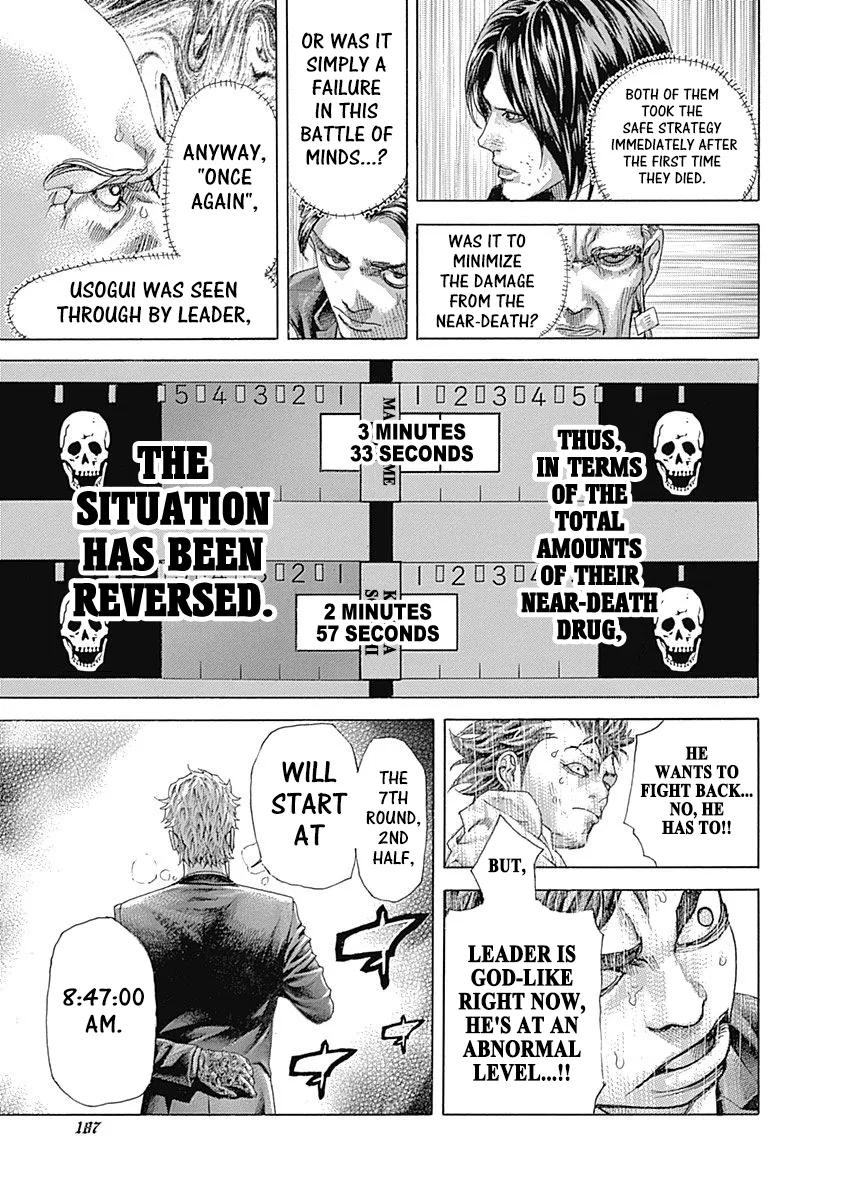 BOTH OF THEM
TOOK THE
SAFE STRATEGY
IMMEDIATELY AFTER
THE FIRST TIME
THEY DIED.
WAS IT TO
MINIMIZE
THE DAMAGE
FROM THE
NEAR-DEATH?
OR WAS IT
SIMPLY A
FAILURE
IN THIS
BATTLE OF
MINDS...?
ANYWAY,
"ONCE
AGAIN",
USOGUI WAS SEEN
THROUGH BY LEADER,
THUS,
IN TERMS
OF THE
TOTAL
AMOUNTS
OF THEIR
NEAR-DEATH
DRUG,
5 4 3 2 1
1 2 3 4 5
3 MINUTES
33 SECONDS
2 1
1 2 3 4
2 MINUTES
57 SECONDS
THE
SITUATION
HAS BEEN
REVERSED.
HE
WANTS TO
FIGHT BACK...
NO, HE
HAS TO!!
BUT,
LEADER IS
GOD-LIKE
RIGHT NOW,
HE'S AT AN
ABNORMAL
LEVEL...!!
THE
7TH
ROUND,
2ND
HALF,
WILL
START
AT
8:47:00
AM.
187